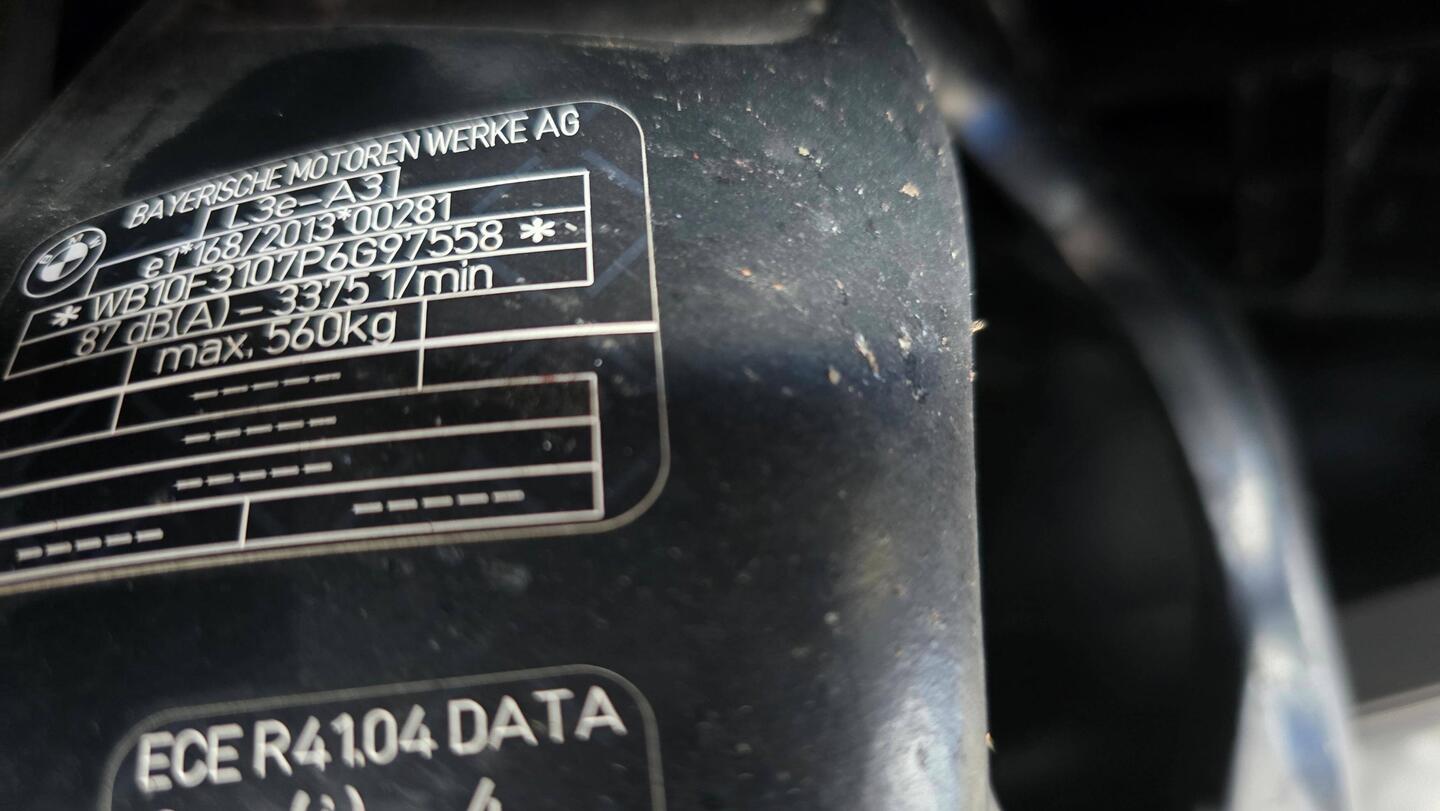 BAYERISCHE MOTOREN WERKE AG
L3e-A3
e1*168/2013*00281
* WB10F3107P6G97558 *
87 dB(A) – 3375 1/min
max. 560kg
-----
-----
-----
----- -----
ECE R41.04 DATA